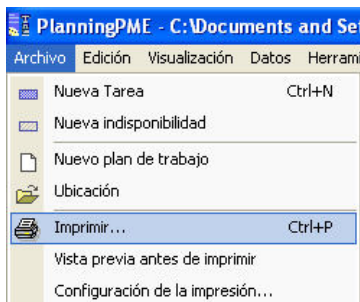 PlanningPME - C:\Documents and Se
Archivo Edición Visualización Datos Herrami
Nueva Tarea Ctrl+N
Nueva indisponibilidad
Nuevo plan de trabajo
Ubicación
Imprimir... Ctrl+P
Vista previa antes de imprimir
Configuración de la impresión...